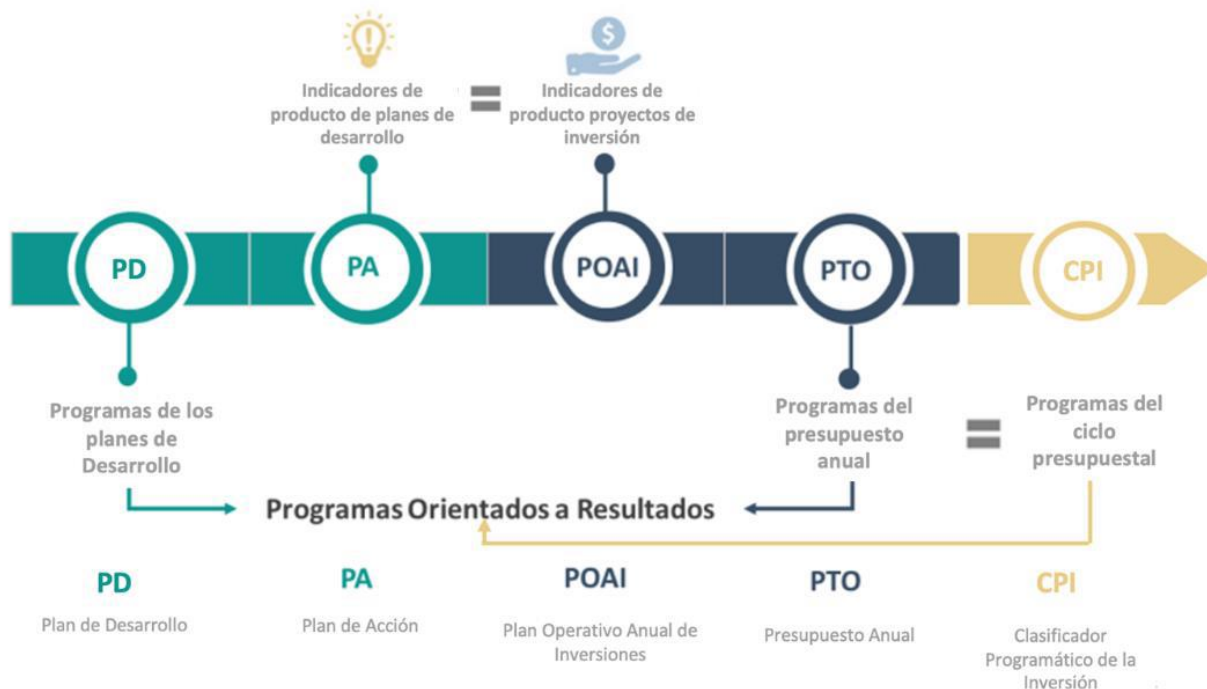 $
Indicadores de
producto de planes de
desarrollo
=
Indicadores de
producto proyectos de
inversión
PD
PA
POAI
PTO
CPI
Programas de los
planes de
Desarrollo
Programas del
presupuesto
anual
=
Programas del
ciclo
presupuestal
Programas Orientados a Resultados
PD
Plan de Desarrollo
PA
Plan de Acción
POAI
Plan Operativo Anual de
Inversiones
PTO
Presupuesto Anual
CPI
Clasificador
Programático de la
Inversión